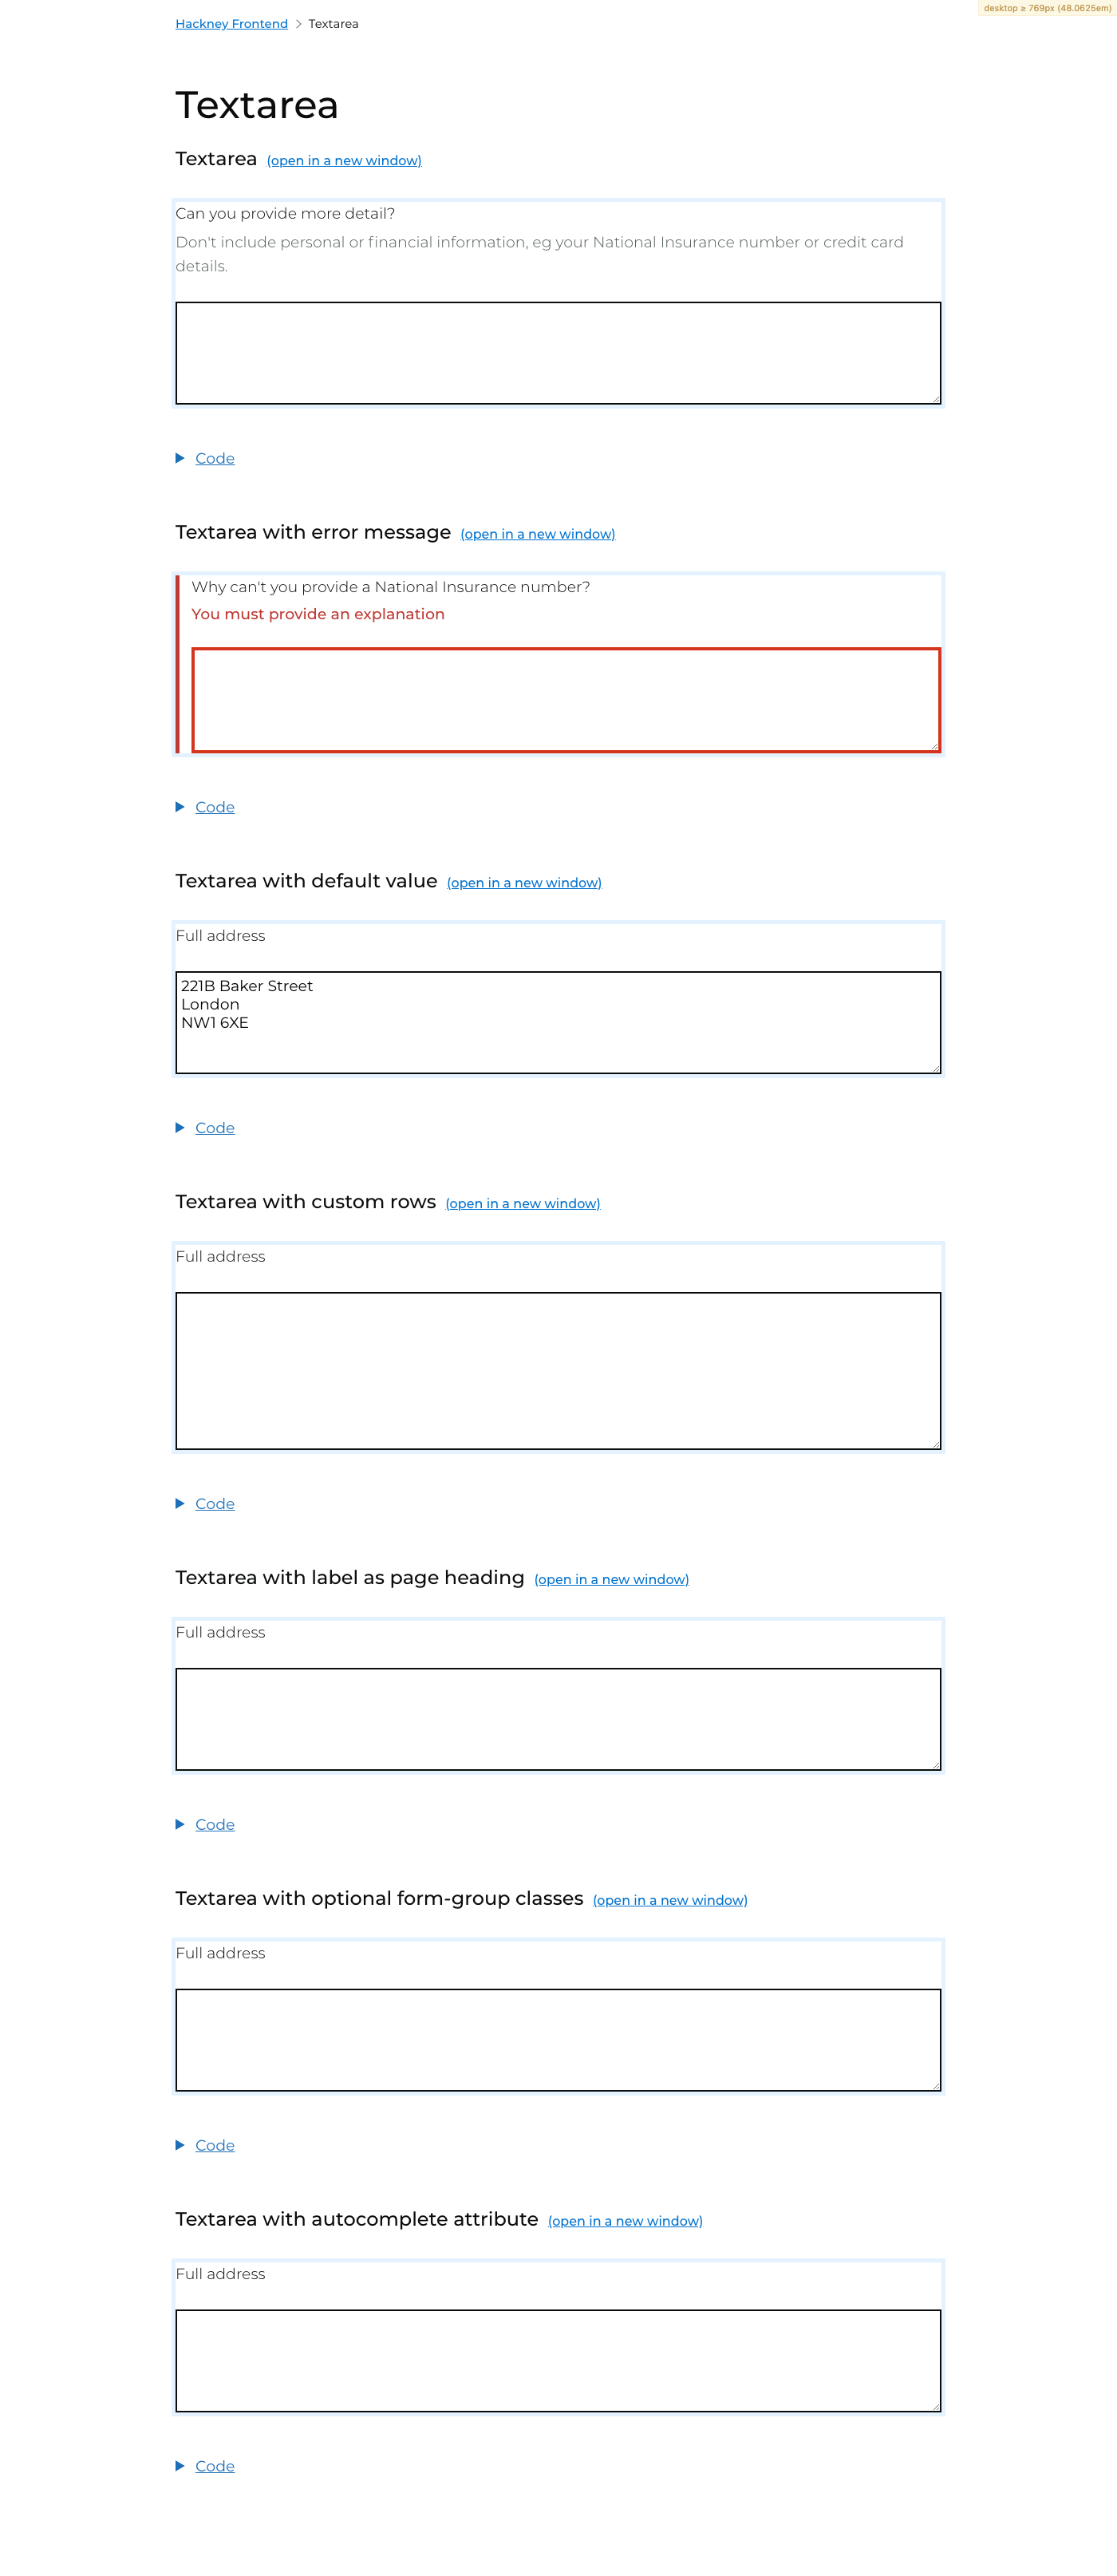 desktop ≥ 769px (48.0625em)
Hackney Frontend > Textarea
Textarea
Textarea (open in a new window)
Can you provide more detail?
Don't include personal or financial information, eg your National Insurance number or credit card
details.
Code
Textarea with error message (open in a new window)
Why can't you provide a National Insurance number?
You must provide an explanation
Code
Textarea with default value (open in a new window)
Full address
221B Baker Street
London
NW1 6XE
Code
Textarea with custom rows (open in a new window)
Full address
Code
Textarea with label as page heading (open in a new window)
Full address
Code
Textarea with optional form-group classes (open in a new window)
Full address
Code
Textarea with autocomplete attribute (open in a new window)
Full address
Code